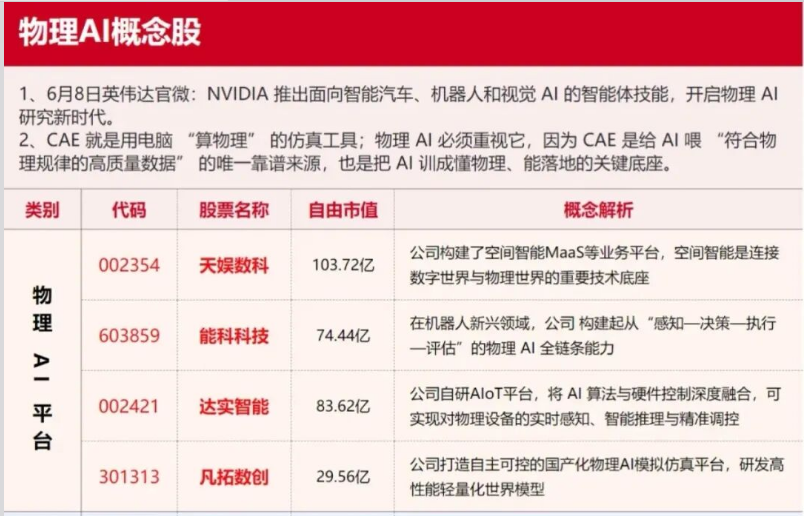 物理AI概念股
1、6月8日英伟达官微：NVIDIA 推出面向智能汽车、机器人和视觉 AI 的智能体技能，开启物理 AI
研究新时代。
2、CAE 就是用电脑 “算物理” 的仿真工具；物理 AI 必须重视它，因为 CAE 是给 AI 喂 “符合物
理规律的高质量数据” 的唯一靠谱来源，也是把 AI 训成懂物理、能落地的关键底座。
类别 代码 股票名称 自由市值 概念解析
物理 AI 平台
002354 天娱数科 103.72亿 公司构建了空间智能MaaS等业务平台，空间智能是连接
数字世界与物理世界的重要技术底座
603859 能科科技 74.44亿 在机器人新兴领域，公司 构建起从“感知—决策—执行
—评估”的物理 AI 全链条能力
002421 达实智能 83.62亿 公司自研AIoT平台，将 AI 算法与硬件控制深度融合，可
实现对物理设备的实时感知、智能推理与精准调控
301313 凡拓数创 29.56亿 公司打造自主可控的国产化物理AI模拟仿真平台，研发高
性能轻量化世界模型